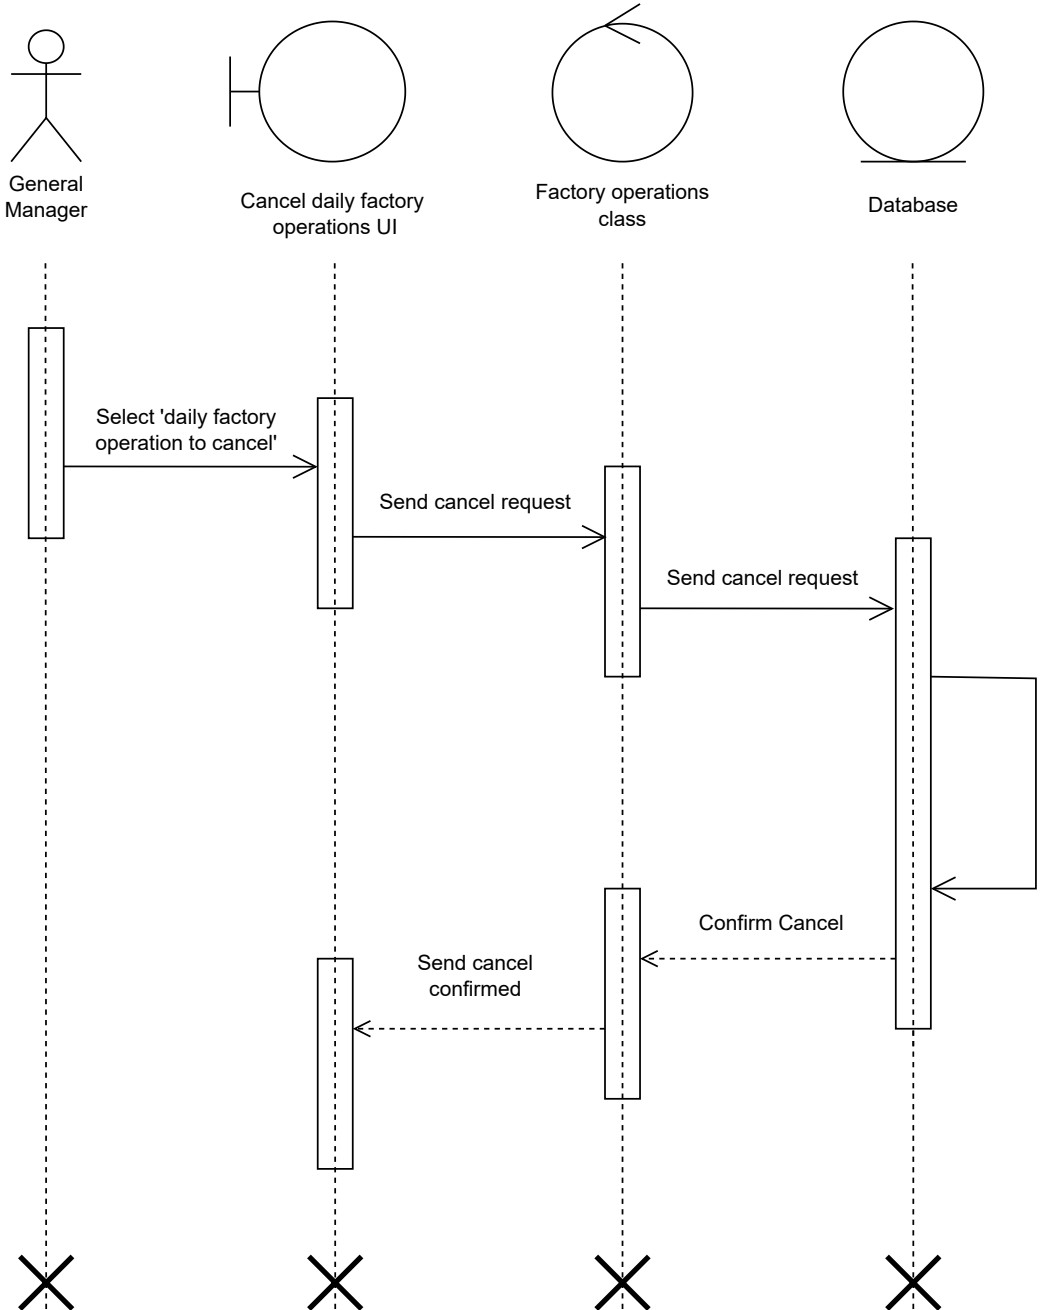 General
Manager
Cancel daily factory
operations UI
Factory operations
class
Database
Select 'daily factory
operation to cancel'
Send cancel request
Send cancel request
Confirm Cancel
Send cancel
confirmed